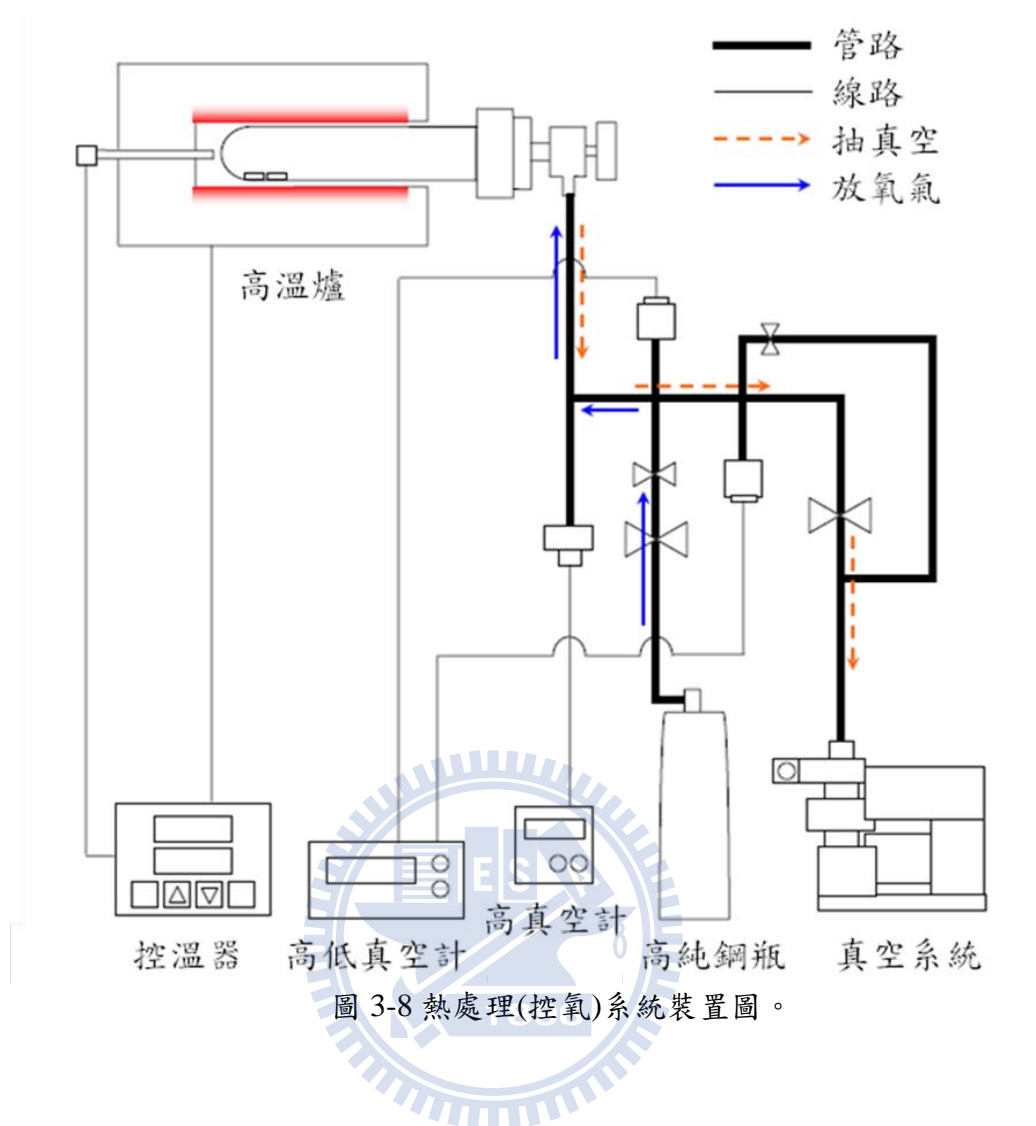 管路
線路
抽真空
放氧氣
高溫爐
ES
控溫器
高低真空計
高真空計
高純鋼瓶
真空系統
圖 3-8 熱處理(控氧)系統裝置圖。